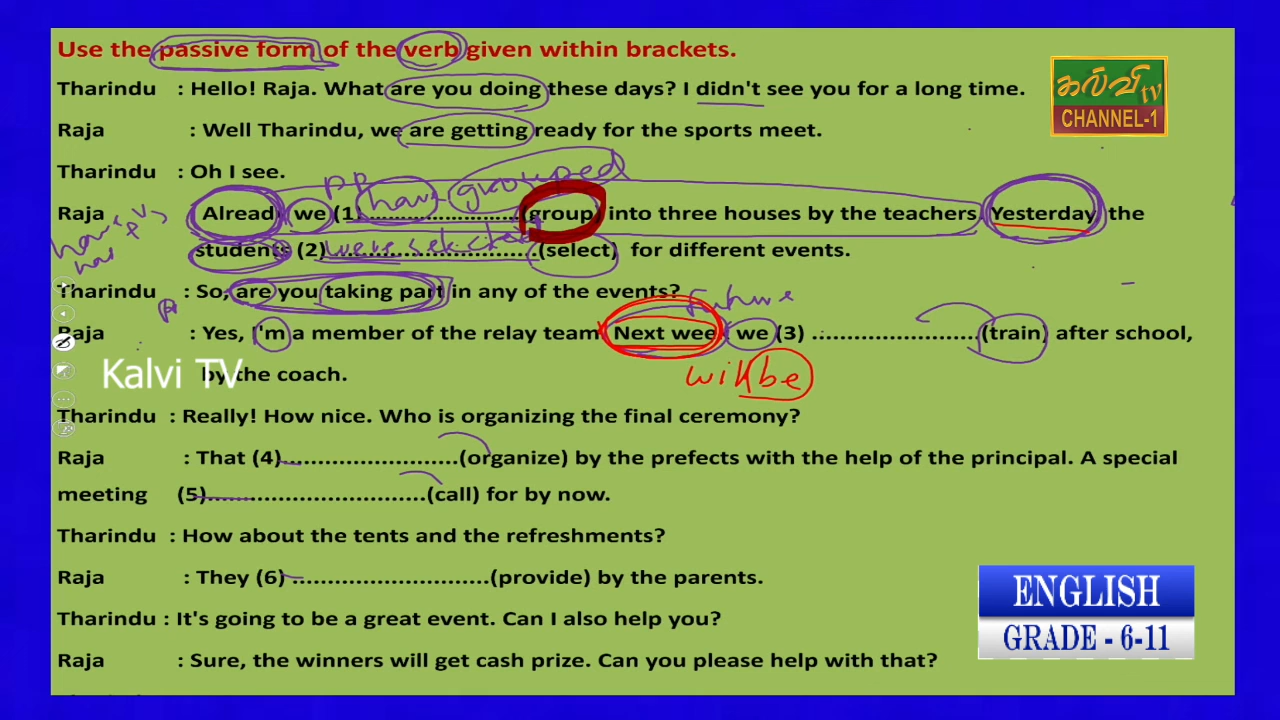 Use the passive form of the verb given within brackets.
Tharindu : Hello! Raja. What are you doing these days? I didn't see you for a long time.
கல்வி tv
CHANNEL-1
Raja : Well Tharindu, we are getting ready for the sports meet.
Tharindu : Oh I see.
PP have grouped
Raja : Alread we (1)........................(group) into three houses by the teachers. Yesterday, the
have V
has
students (2) were selected (select) for different events.
Tharindu : So, are you taking part in any of the events?
Future
Raja : Yes, I'm a member of the relay team. Next wee we (3) ........................(train) after school,
Kalvi TV
by the coach.
will be
Tharindu : Really! How nice. Who is organizing the final ceremony?
Raja : That (4)..........................(organize) by the prefects with the help of the principal. A special
meeting (5)................................(call) for by now.
Tharindu : How about the tents and the refreshments?
Raja : They (6) ............................(provide) by the parents.
ENGLISH
GRADE - 6-11
Tharindu : It's going to be a great event. Can I also help you?
Raja : Sure, the winners will get cash prize. Can you please help with that?